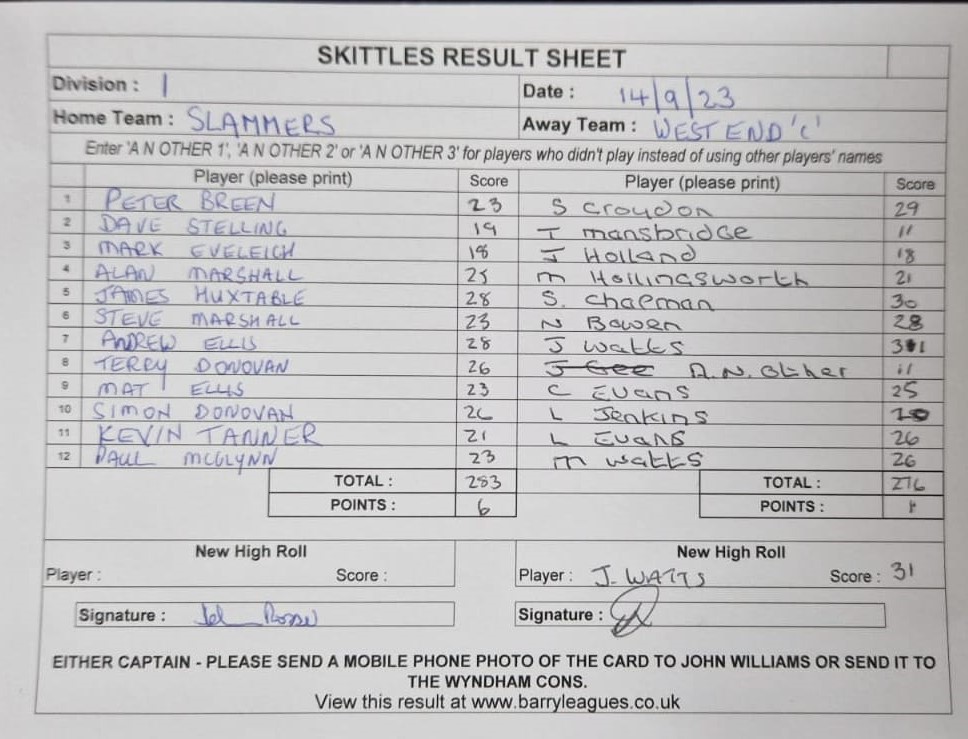 SKITTLES RESULT SHEET
Division : 1 Date : 14/9/23
Home Team : SLAMMERS Away Team : WEST END 'C'
Enter 'A N OTHER 1', 'A N OTHER 2' or 'A N OTHER 3' for players who didn't play instead of using other players' names
Player (please print) Score Player (please print) Score
1 PETER BREEN 23 S Croydon 29
2 DAVE STELLING 19 T mansbridge 11
3 MARK EVELEIGH 18 J Holland 18
4 ALAN MARSHALL 25 m Hollingsworth 21
5 JAMES HUXTABLE 28 S. Chapman 30
6 STEVE MARSHALL 23 N Bowen 28
7 ANDREW ELLIS 28 J Watts 31
8 TERRY DONOVAN 26 J Gee A.N. Other 11
9 MAT ELLIS 23 C EVANS 25
10 SIMON DONOVAN 26 L Jenkins 20
11 KEVIN TANNER 21 L EVANS 26
12 PAUL MCGLYNN 23 m watts 26
TOTAL : 283 TOTAL : 276
POINTS : 6 POINTS : 1
New High Roll New High Roll
Player : Score : Player : J. WATTS Score : 31
Signature : Signature :
EITHER CAPTAIN - PLEASE SEND A MOBILE PHONE PHOTO OF THE CARD TO JOHN WILLIAMS OR SEND IT TO
THE WYNDHAM CONS.
View this result at www.barryleagues.co.uk